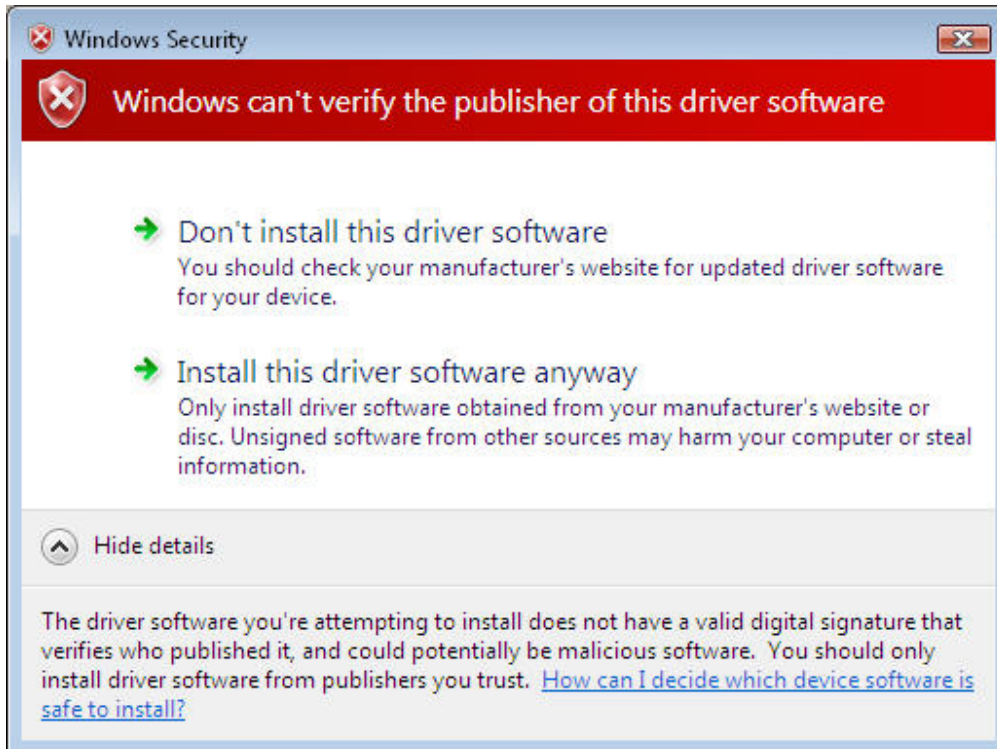 Windows Security
Windows can't verify the publisher of this driver software
Don't install this driver software
You should check your manufacturer's website for updated driver software
for your device.
Install this driver software anyway
Only install driver software obtained from your manufacturer's website or
disc. Unsigned software from other sources may harm your computer or steal
information.
Hide details
The driver software you're attempting to install does not have a valid digital signature that
verifies who published it, and could potentially be malicious software. You should only
install driver software from publishers you trust. How can I decide which device software is
safe to install?